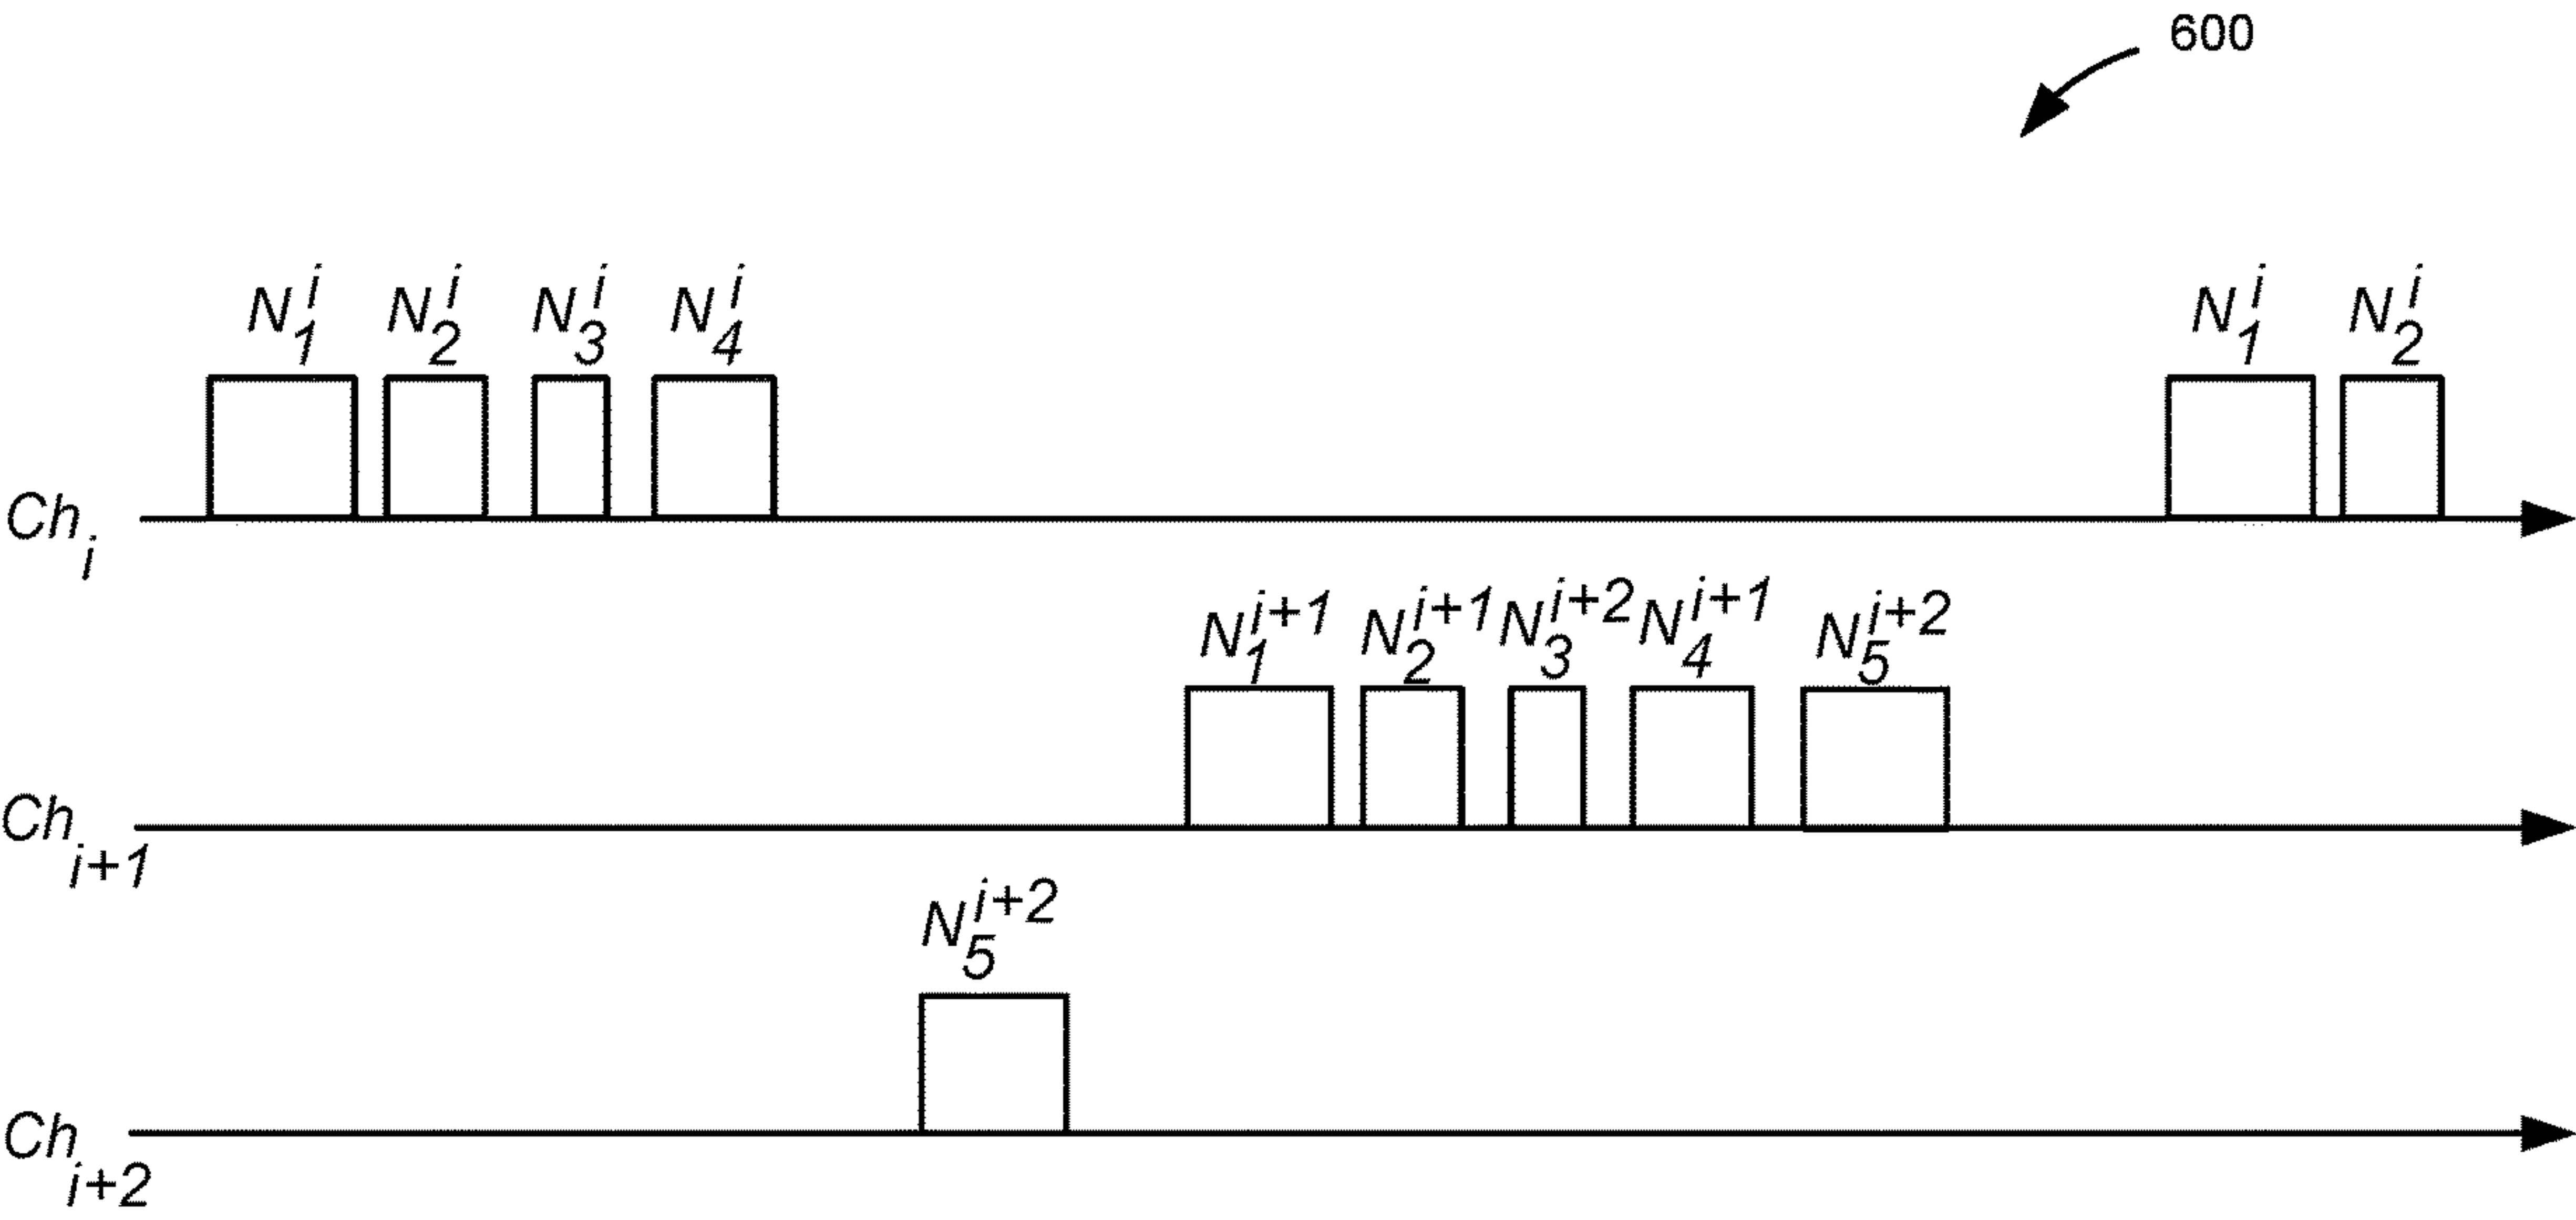 600
N₁ⁱ N₂ⁱ N₃ⁱ N₄ⁱ N₁ⁱ N₂ⁱ
Chᵢ
N₁ⁱ⁺¹ N₂ⁱ⁺¹ N₃ⁱ⁺² N₄ⁱ⁺¹ N₅ⁱ⁺²
Chᵢ₊₁
N₅ⁱ⁺²
Chᵢ₊₂